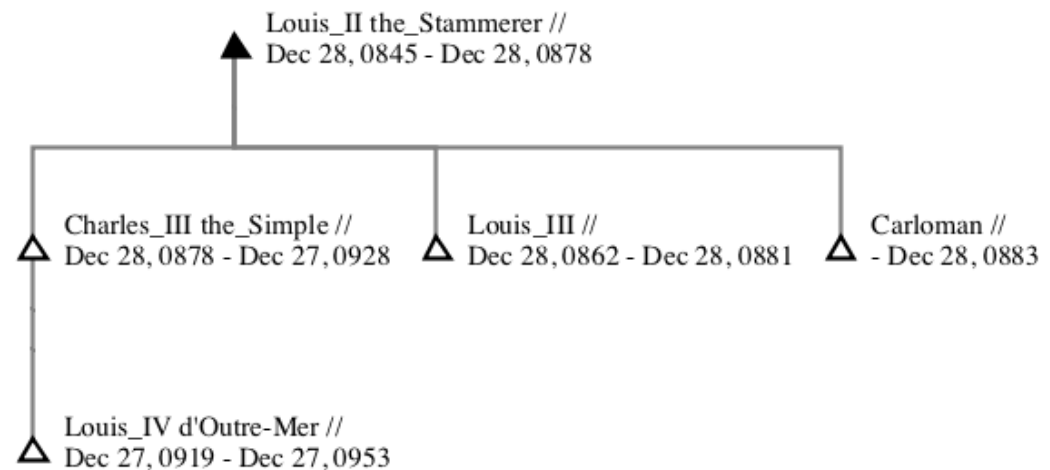 Louis_II the_Stammerer //
Dec 28, 0845 - Dec 28, 0878
Charles_III the_Simple //
Dec 28, 0878 - Dec 27, 0928
Louis_III //
Dec 28, 0862 - Dec 28, 0881
Carloman //
- Dec 28, 0883
Louis_IV d'Outre-Mer //
Dec 27, 0919 - Dec 27, 0953